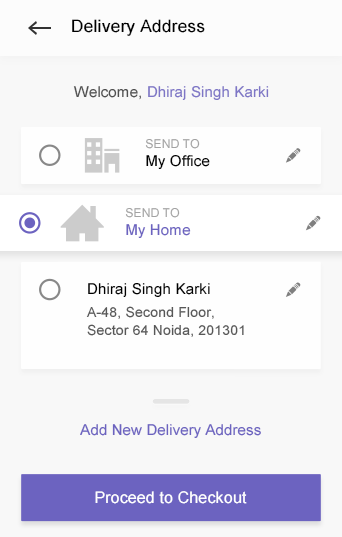 Delivery Address
Welcome, Dhiraj Singh Karki
SEND TO
My Office
SEND TO
My Home
Dhiraj Singh Karki
A-48, Second Floor,
Sector 64 Noida, 201301
Add New Delivery Address
Proceed to Checkout